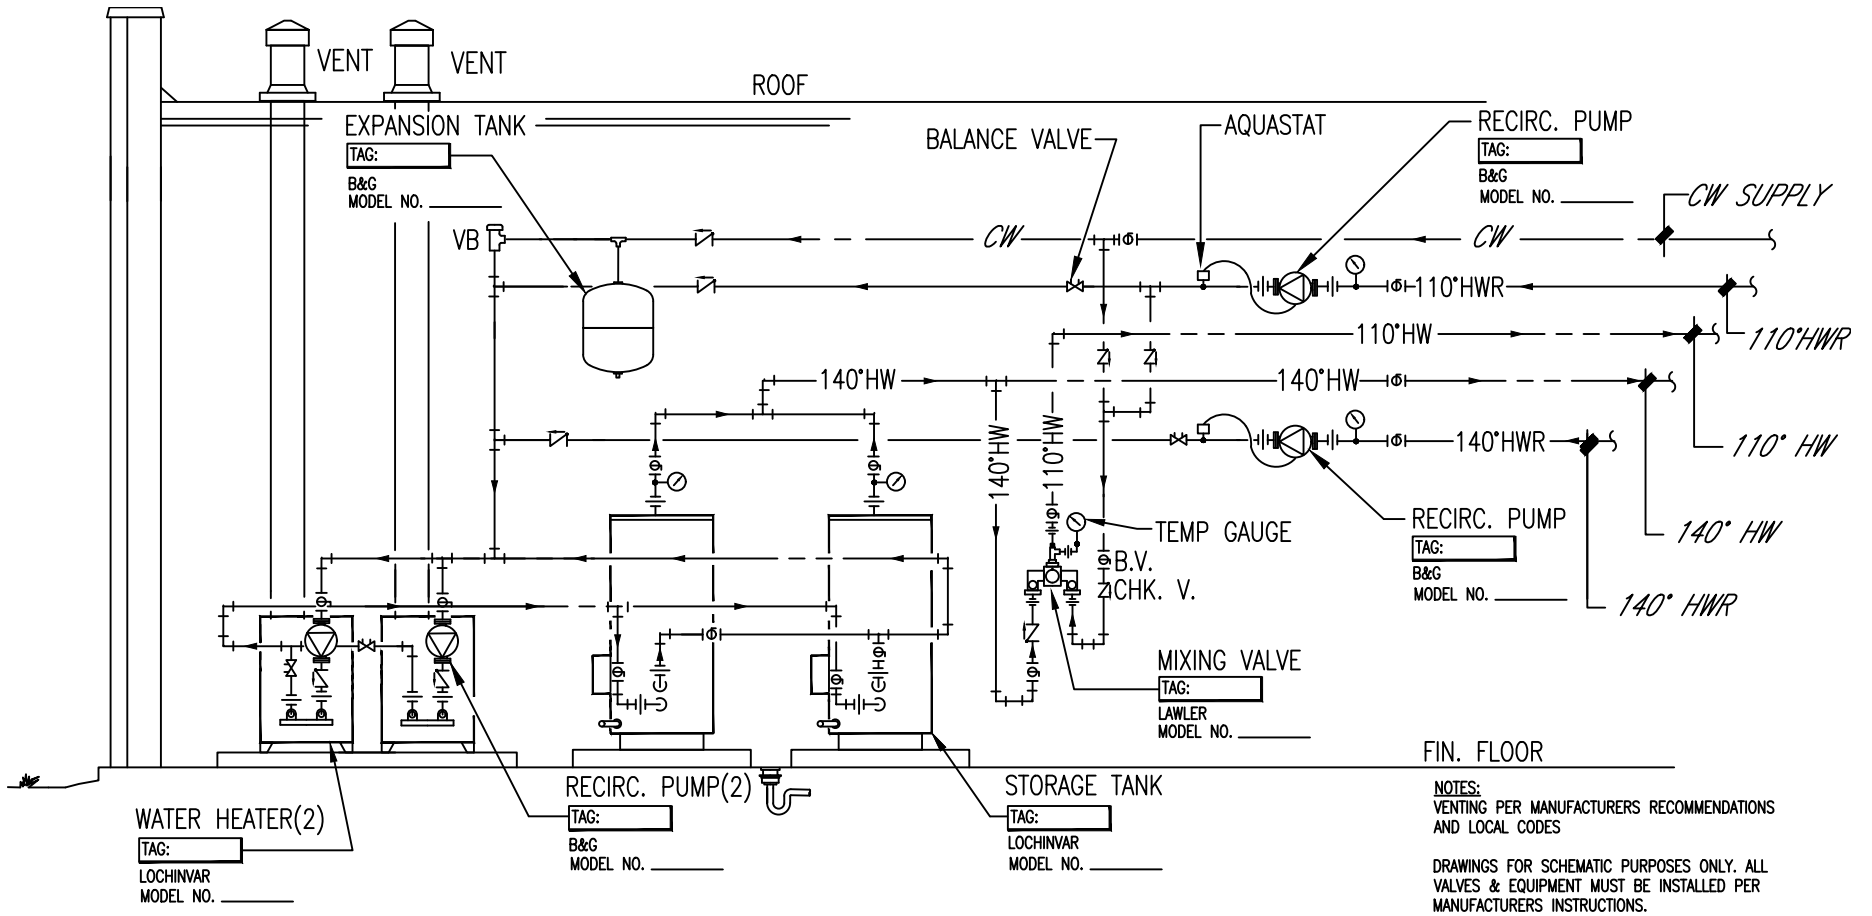 VENT
VENT
ROOF
EXPANSION TANK
TAG:
B&G
MODEL NO.
BALANCE VALVE
AQUASTAT
RECIRC. PUMP
TAG:
B&G
MODEL NO.
CW SUPPLY
VB
CW
CW
110°HWR
110°HW
110°HWR
140°HW
140°HW
140°HW
110°HW
140°HWR
110° HW
TEMP GAUGE
RECIRC. PUMP
TAG:
B&G
MODEL NO.
140° HW
B.V.
CHK. V.
140° HWR
MIXING VALVE
TAG:
LAWLER
MODEL NO.
FIN. FLOOR
WATER HEATER(2)
TAG:
LOCHINVAR
MODEL NO.
RECIRC. PUMP(2)
TAG:
B&G
MODEL NO.
STORAGE TANK
TAG:
LOCHINVAR
MODEL NO.
NOTES:
VENTING PER MANUFACTURERS RECOMMENDATIONS
AND LOCAL CODES
DRAWINGS FOR SCHEMATIC PURPOSES ONLY. ALL
VALVES & EQUIPMENT MUST BE INSTALLED PER
MANUFACTURERS INSTRUCTIONS.